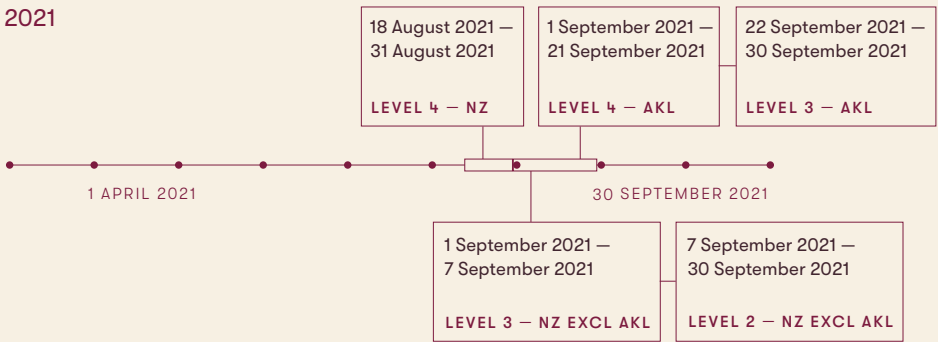 2021
18 August 2021 —
31 August 2021
LEVEL 4 — NZ
1 September 2021 —
21 September 2021
LEVEL 4 — AKL
22 September 2021 —
30 September 2021
LEVEL 3 — AKL
1 APRIL 2021
30 SEPTEMBER 2021
1 September 2021 —
7 September 2021
LEVEL 3 — NZ EXCL AKL
7 September 2021 —
30 September 2021
LEVEL 2 — NZ EXCL AKL